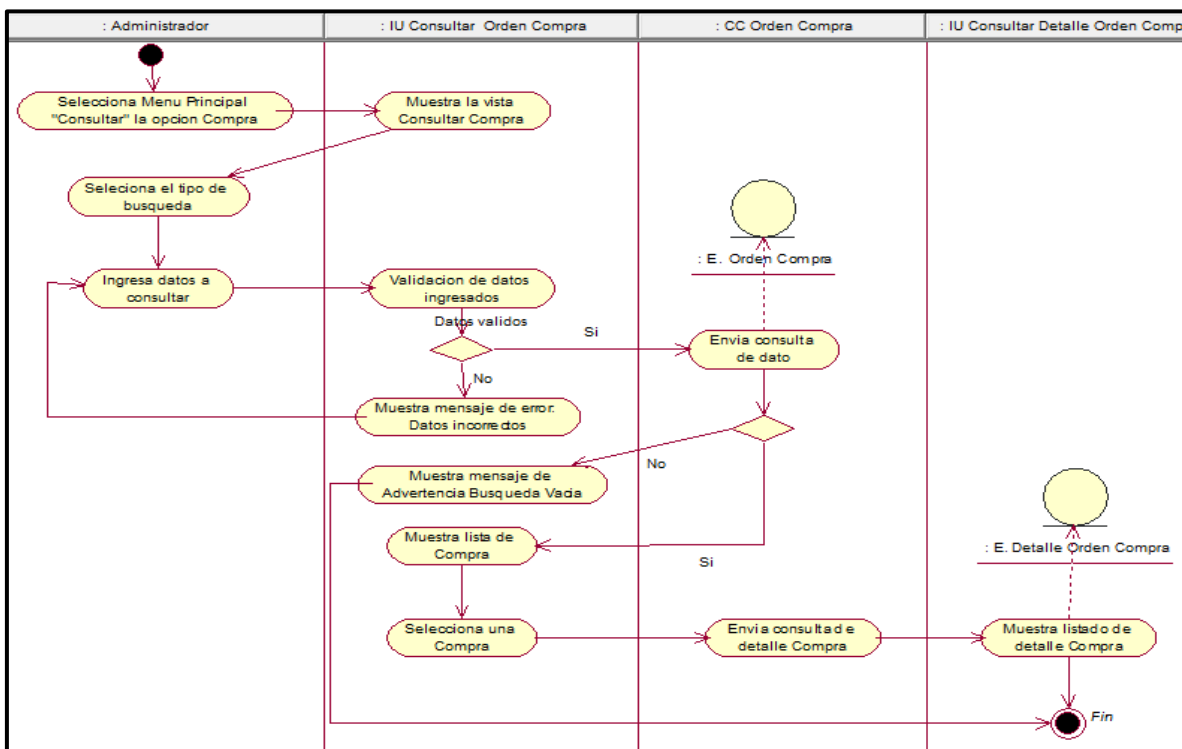 : Administrador
: IU Consultar Orden Compra
: CC Orden Compra
: IU Consultar Detalle Orden Comp
Selecciona Menu Principal
"Consultar" la opcion Compra
Muestra la vista
Consultar Compra
Seleciona el tipo de
busqueda
: E. Orden Compra
Ingresa datos a
consultar
Validacion de datos
ingresados
Datos validos
Si
Envia consulta
de dato
No
Muestra mensaje de error.
Datos incorrectos
No
Muestra mensaje de
Advertencia Busqueda Vacia
Muestra lista de
Compra
Si
: E. Detalle Orden Compra
Selecciona una
Compra
Envia consulta de
detalle Compra
Muestra listado de
detalle Compra
Fin